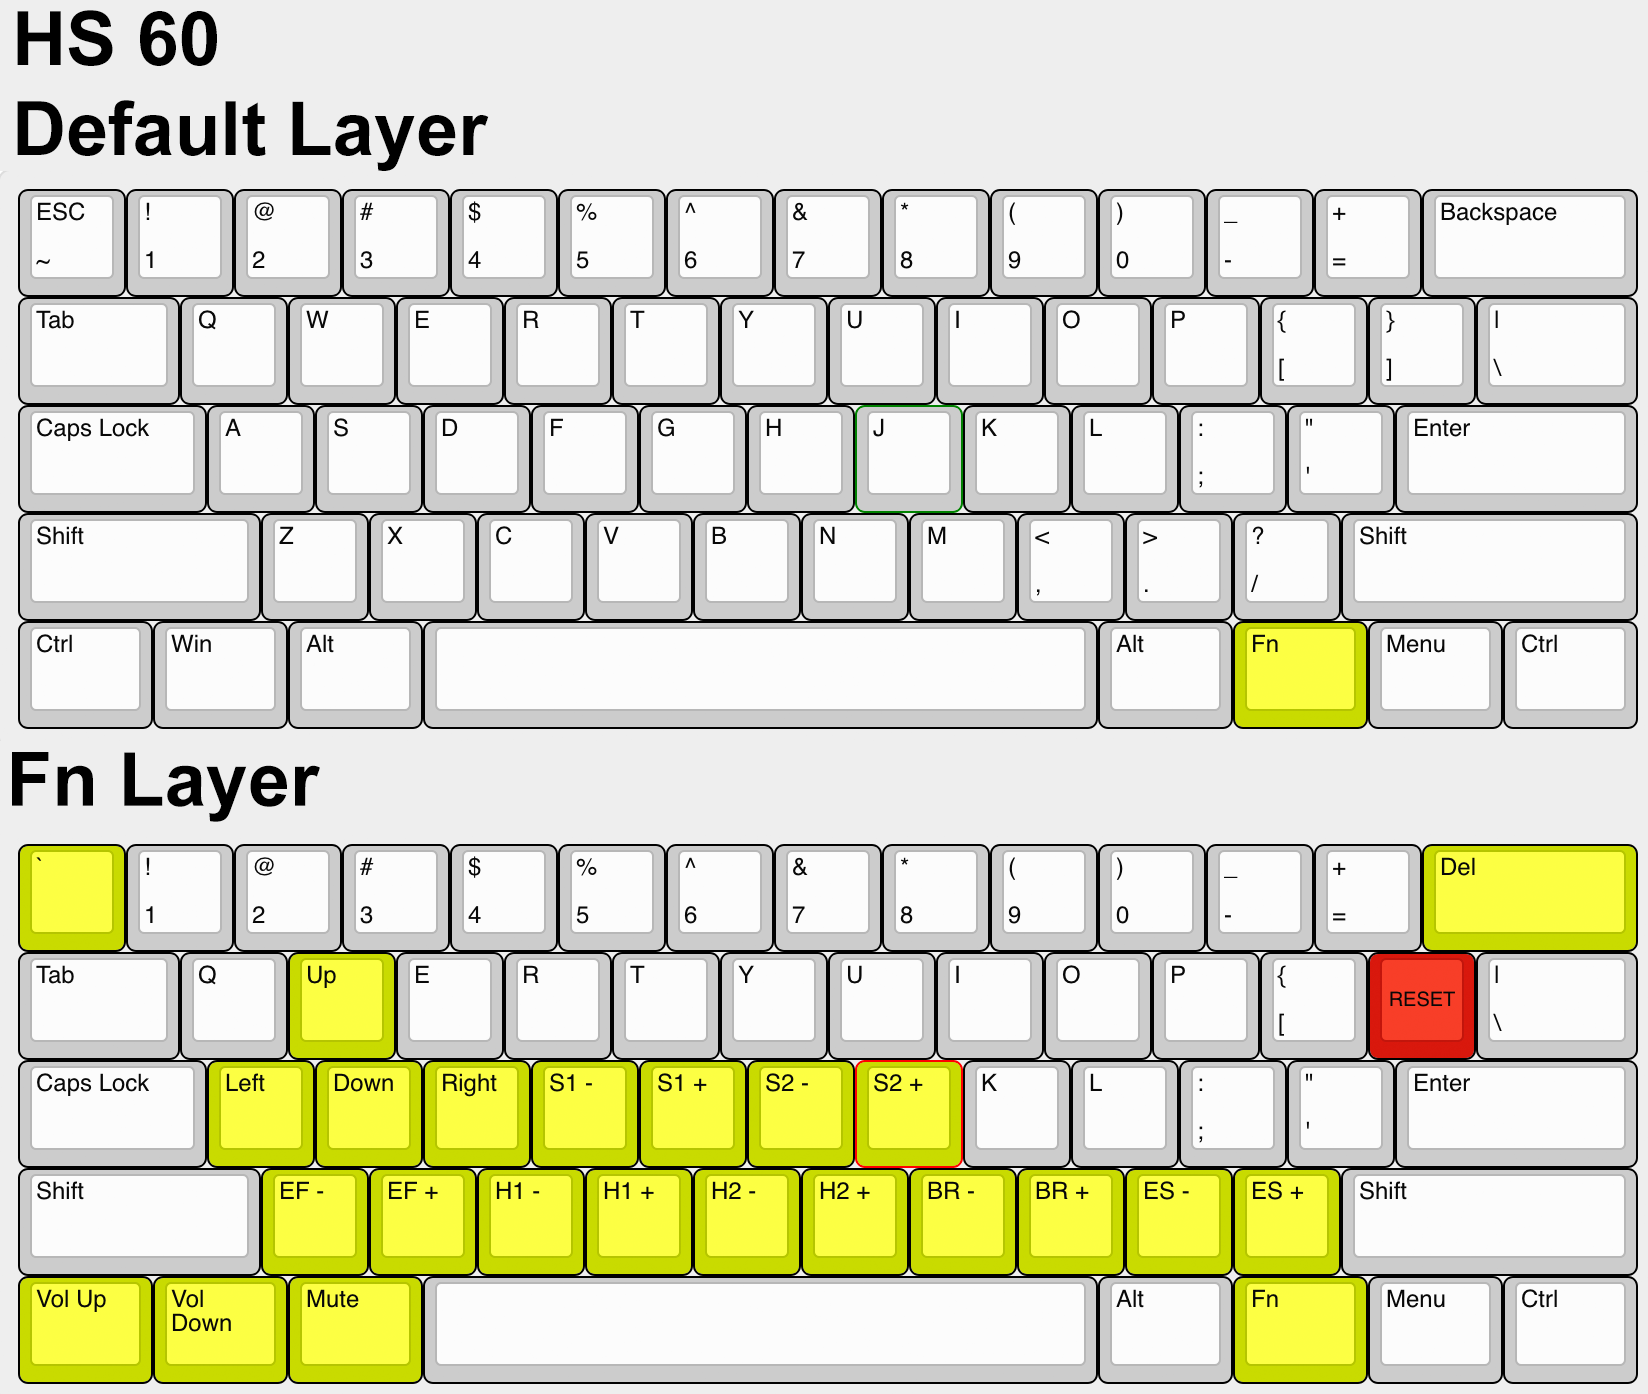 HS 60
Default Layer
ESC ! @ # $ % ^ & * ( ) _ + Backspace
~ 1 2 3 4 5 6 7 8 9 0 - =
Tab Q W E R T Y U I O P { } |
[ ] \
Caps Lock A S D F G H J K L : " Enter
; '
Shift Z X C V B N M < > ? Shift
, . /
Ctrl Win Alt Alt Fn Menu Ctrl
Fn Layer
` ! @ # $ % ^ & * ( ) _ + Del
1 2 3 4 5 6 7 8 9 0 - =
Tab Q Up E R T Y U I O P { RESET |
[ \
Caps Lock Left Down Right S1 - S1 + S2 - S2 + K L : " Enter
; '
Shift EF - EF + H1 - H1 + H2 - H2 + BR - BR + ES - ES + Shift
Vol Up Vol Mute Alt Fn Menu Ctrl
Down